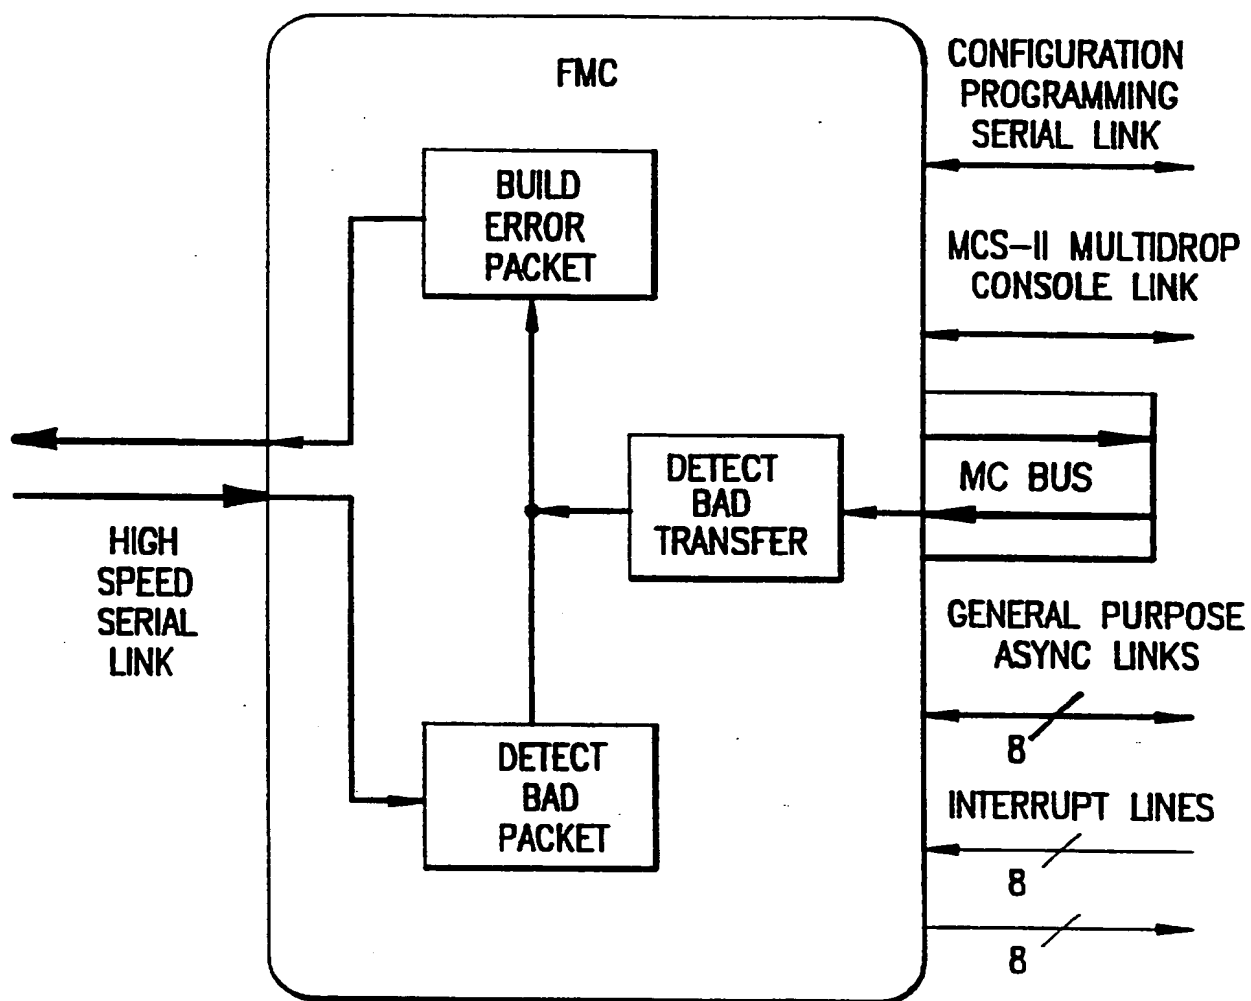 FMC
CONFIGURATION
PROGRAMMING
SERIAL LINK
BUILD
ERROR
PACKET
MCS-II MULTIDROP
CONSOLE LINK
DETECT
BAD
TRANSFER
MC BUS
HIGH
SPEED
SERIAL
LINK
GENERAL PURPOSE
ASYNC LINKS
8
DETECT
BAD
PACKET
INTERRUPT LINES
8
8